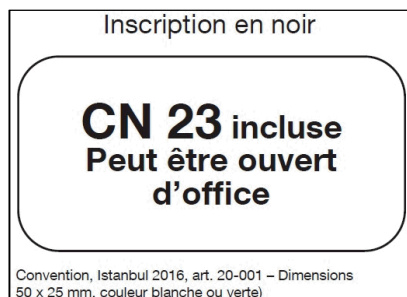 Inscription en noir
CN 23 incluse
Peut être ouvert
d’office
Convention, Istanbul 2016, art. 20-001 – Dimensions
50 x 25 mm, couleur blanche ou verte)